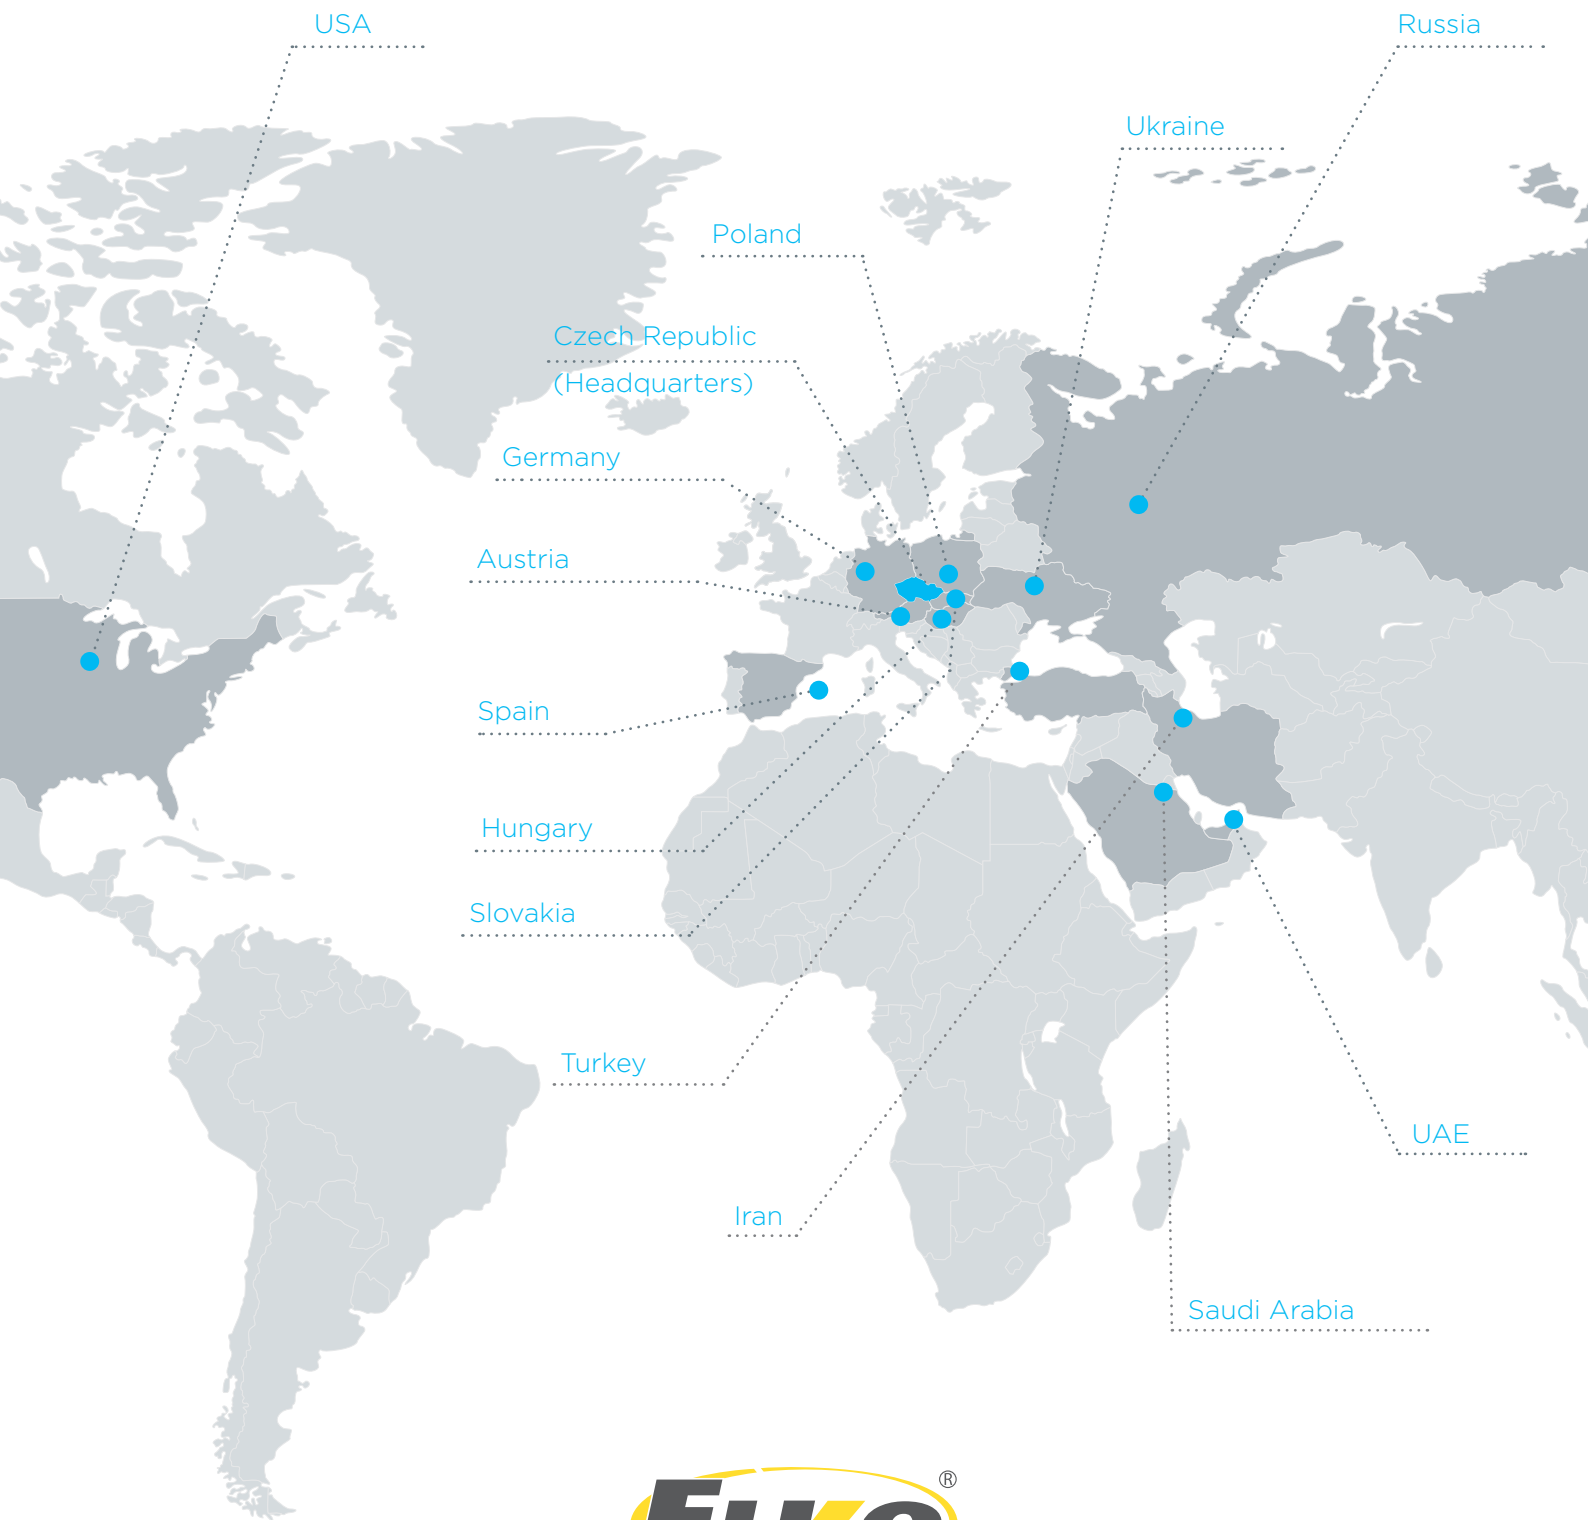 USA
Russia
Ukraine
Poland
Czech Republic
(Headquarters)
Germany
Austria
Spain
Hungary
Slovakia
Turkey
UAE
Iran
Saudi Arabia
®